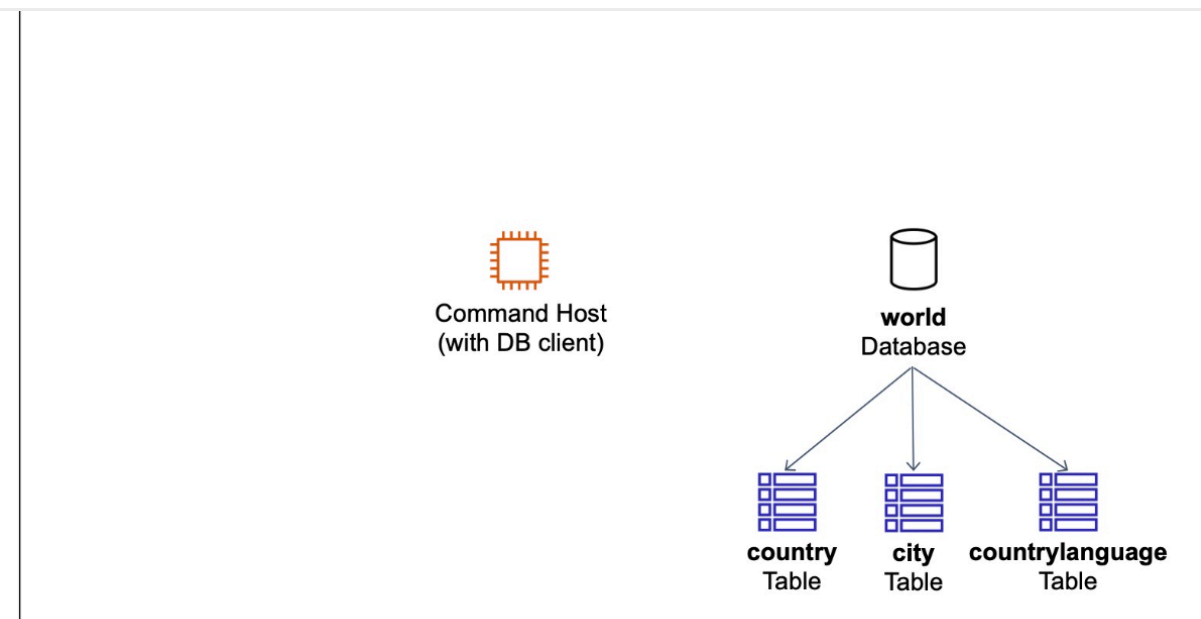 Command Host
(with DB client)
world
Database
country
Table
city
Table
countrylanguage
Table